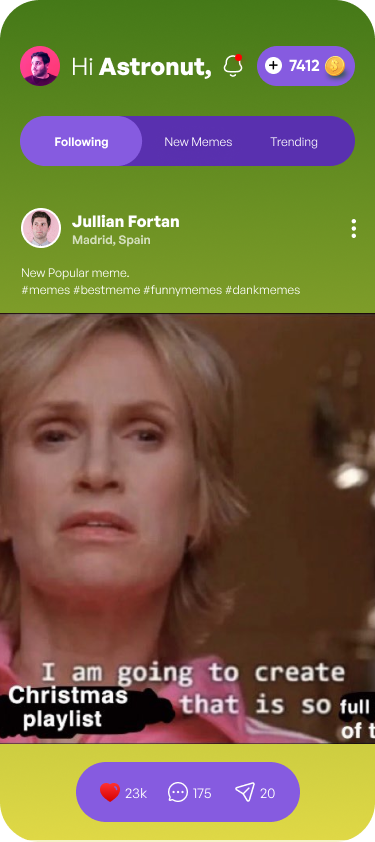 Hi Astronut,
7412
Following
New Memes
Trending
Jullian Fortan
Madrid, Spain
New Popular meme.
#memes #bestmeme #funnymemes #dankmemes
I am going to create
Christmas
playlist
that is so full
of t
23k
175
20